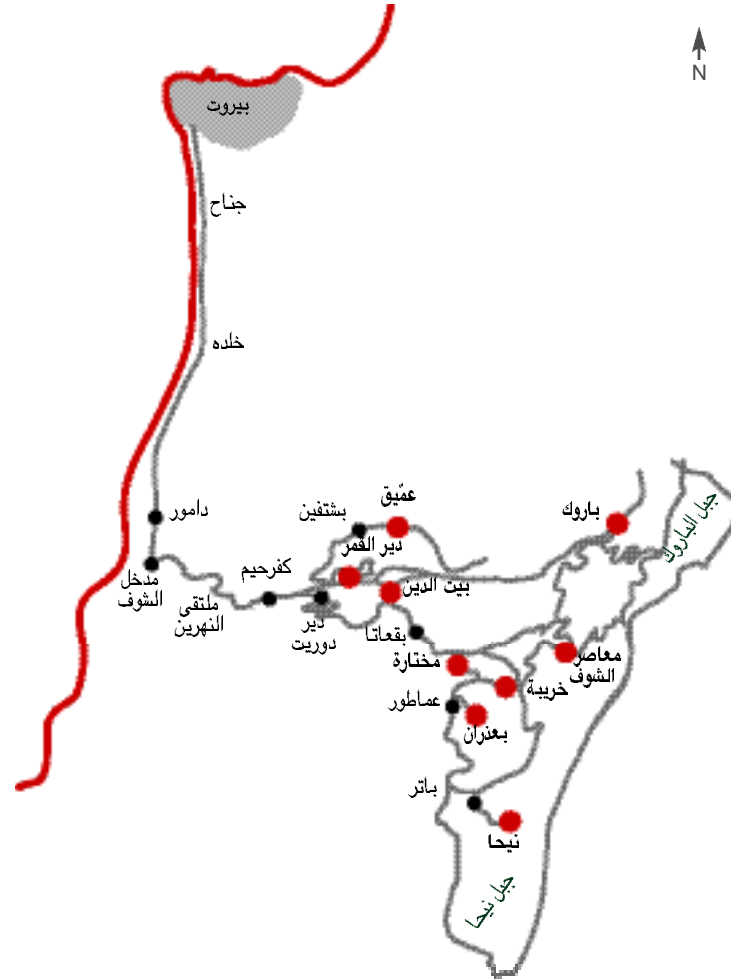 N
بيروت
جناح
خلده
دامور
مدخل
الشوف
ملتقى
النهرين
كفرحيم
دير
دوريت
بشتفين
عمّيق
دير القمر
بيت الدين
بقعاتا
باروك
جبل الباروك
معاصر
الشوف
مختارة
خريبة
عماطور
بعذران
باتر
نيحا
جبل نيحا